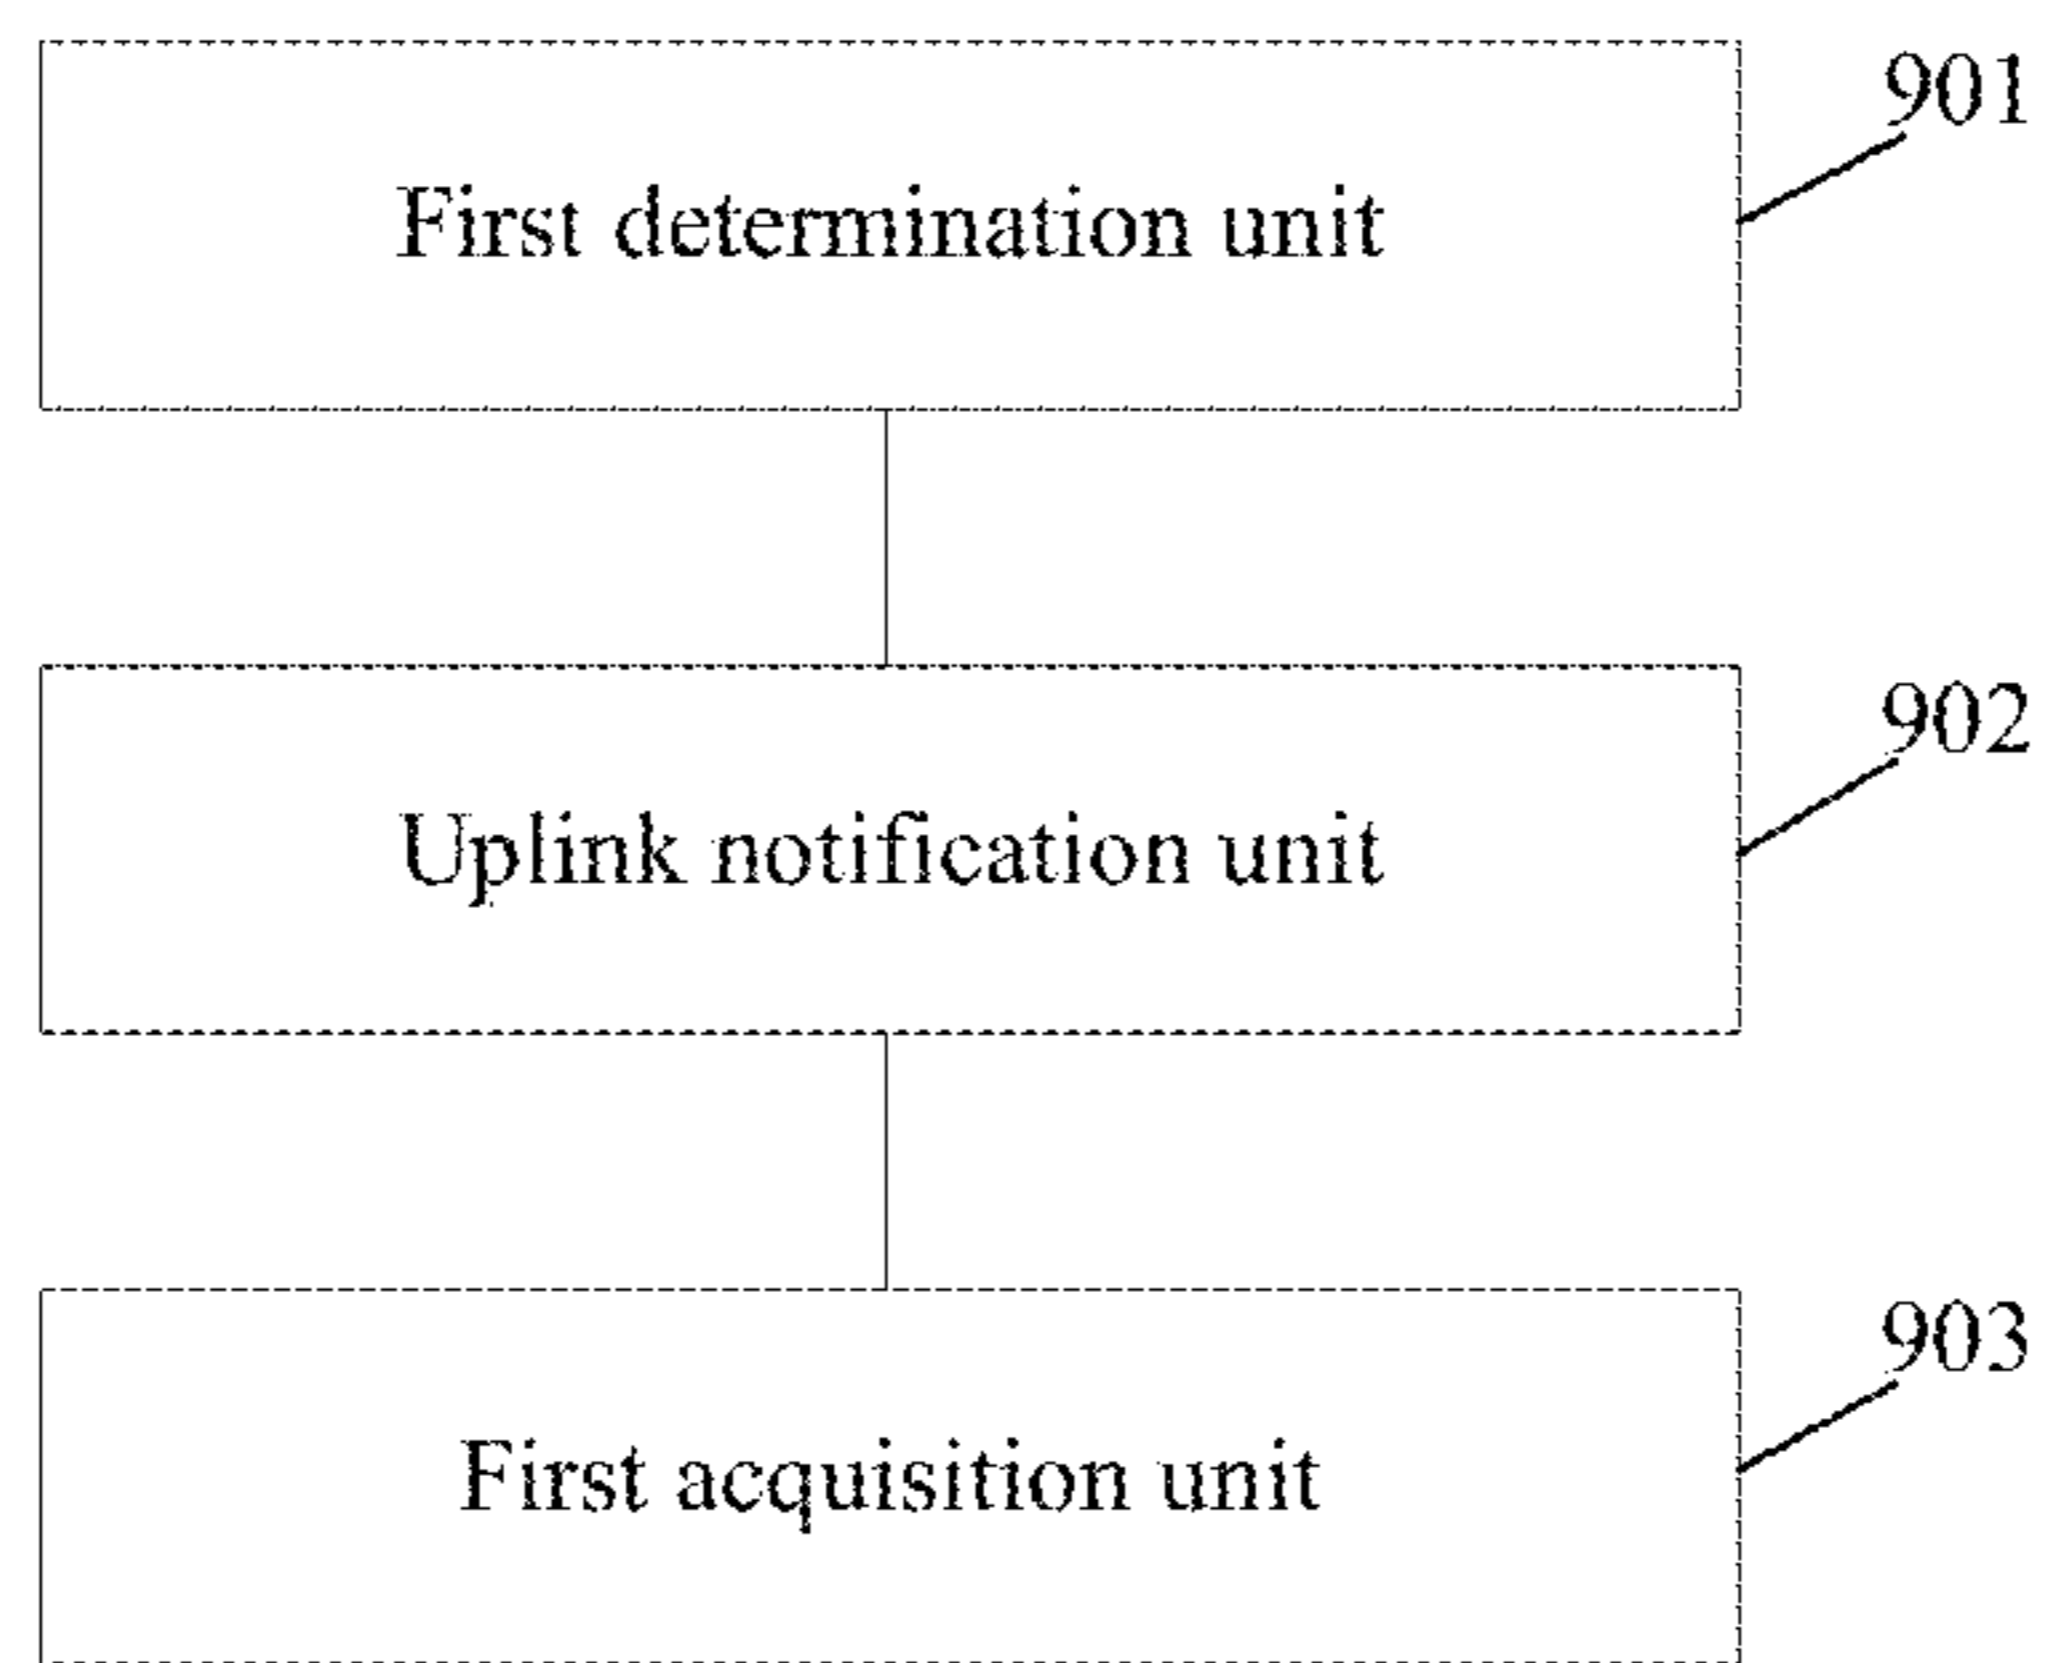 901
First determination unit
902
Uplink notification unit
903
First acquisition unit